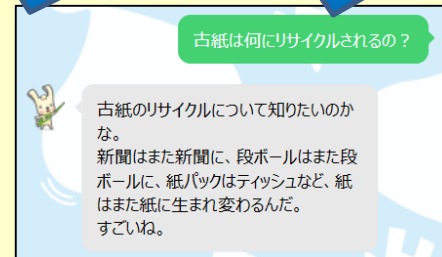 古紙は何にリサイクルされるの？
古紙のリサイクルについて知りたいのか
な。
新聞はまた新聞に、段ボールはまた段
ボールに、紙パックはティッシュなど、紙
はまた紙に生まれ変わるんだ。
すごいね。